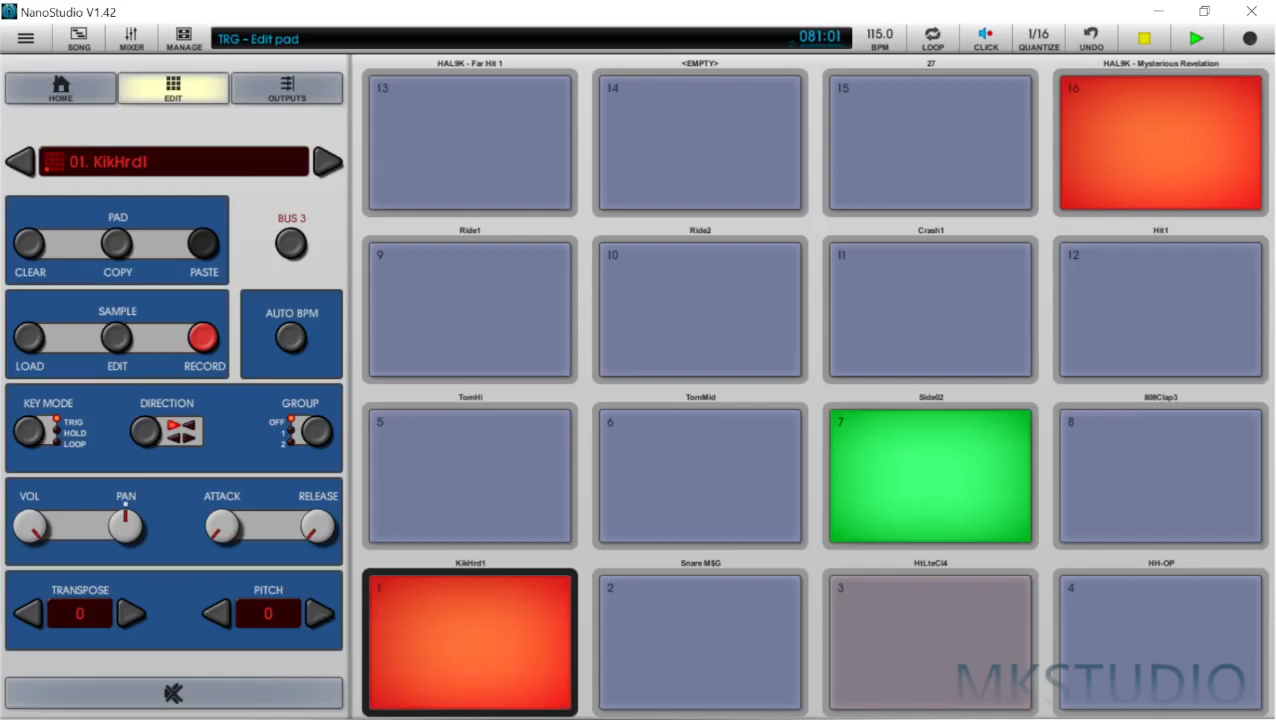 NanoStudio V1.42
SONG
MIXER
MANAGE
TRG - Edit pad
081:01
115.0
BPM
LOOP
CLICK
1/16
QUANTIZE
UNDO
HOME
EDIT
OUTPUTS
01. KikHrd1
PAD
CLEAR
COPY
PASTE
BUS 3
SAMPLE
LOAD
EDIT
RECORD
AUTO BPM
KEY MODE
TRIG
HOLD
LOOP
DIRECTION
GROUP
OFF
1
2
VOL
PAN
ATTACK
RELEASE
TRANSPOSE
0
PITCH
0
HAL9K - Far Hit 1
13
<EMPTY>
14
27
15
HAL9K - Mysterious Revelation
16
Ride1
9
Ride2
10
Crash1
11
Hit1
12
TomHi
5
TomMid
6
Side02
7
808Clap3
8
KikHrd1
1
Snare M$G
2
HtLteCl4
3
HH-OP
4
MKSTUDIO